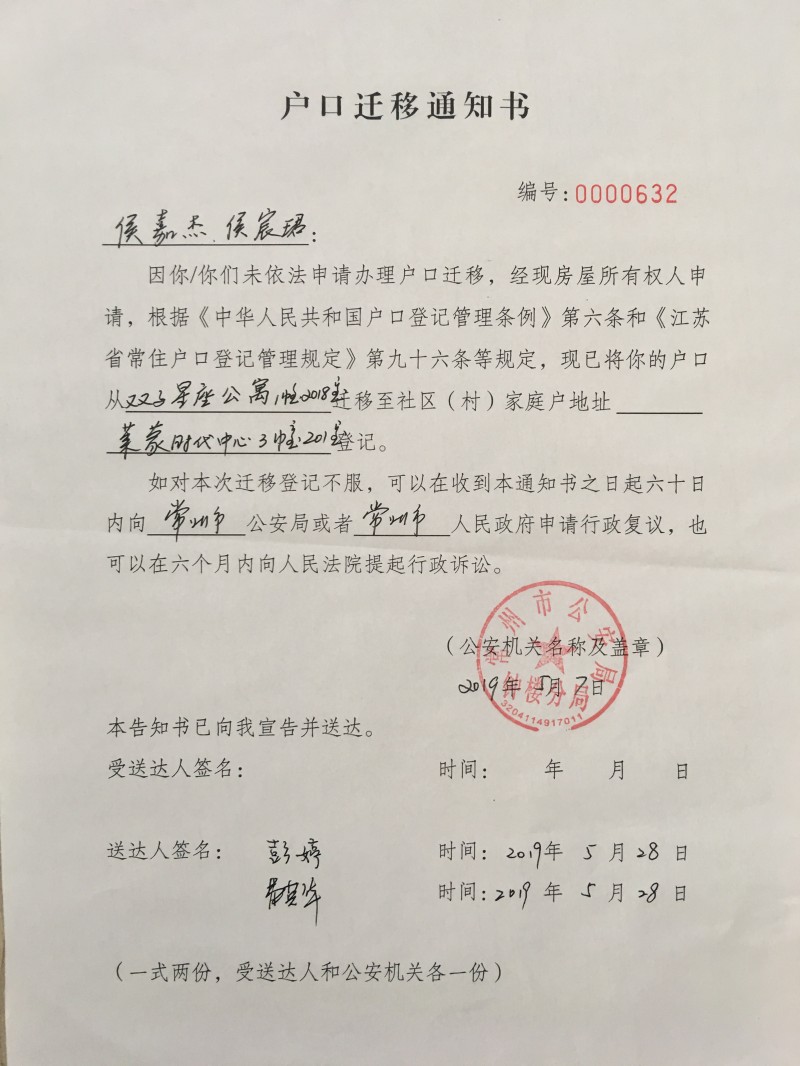 户口迁移通知书
编号:0000632
侯嘉杰、侯宸珺:
因你/你们未依法申请办理户口迁移，经现房屋所有权人申
请，根据《中华人民共和国户口登记管理条例》第六条和《江苏
省常住户口登记管理规定》第九十六条等规定，现已将你的户口
从双子星座公寓1幢2018室迁移至社区（村）家庭户地址
莱蒙时代中心3幢201室登记。
如对本次迁移登记不服，可以在收到本通知书之日起六十日
内向常州市公安局或者常州市人民政府申请行政复议，也
可以在六个月内向人民法院提起行政诉讼。
（公安机关名称及盖章）
2019年5月7日
常州市公安局
钟楼分局
3204114917011
本告知书已向我宣告并送达。
受送达人签名: 时间: 年 月 日
送达人签名: 彭婷 时间: 2019年 5月28日
时间: 2019年 5月28日
（一式两份，受送达人和公安机关各一份）